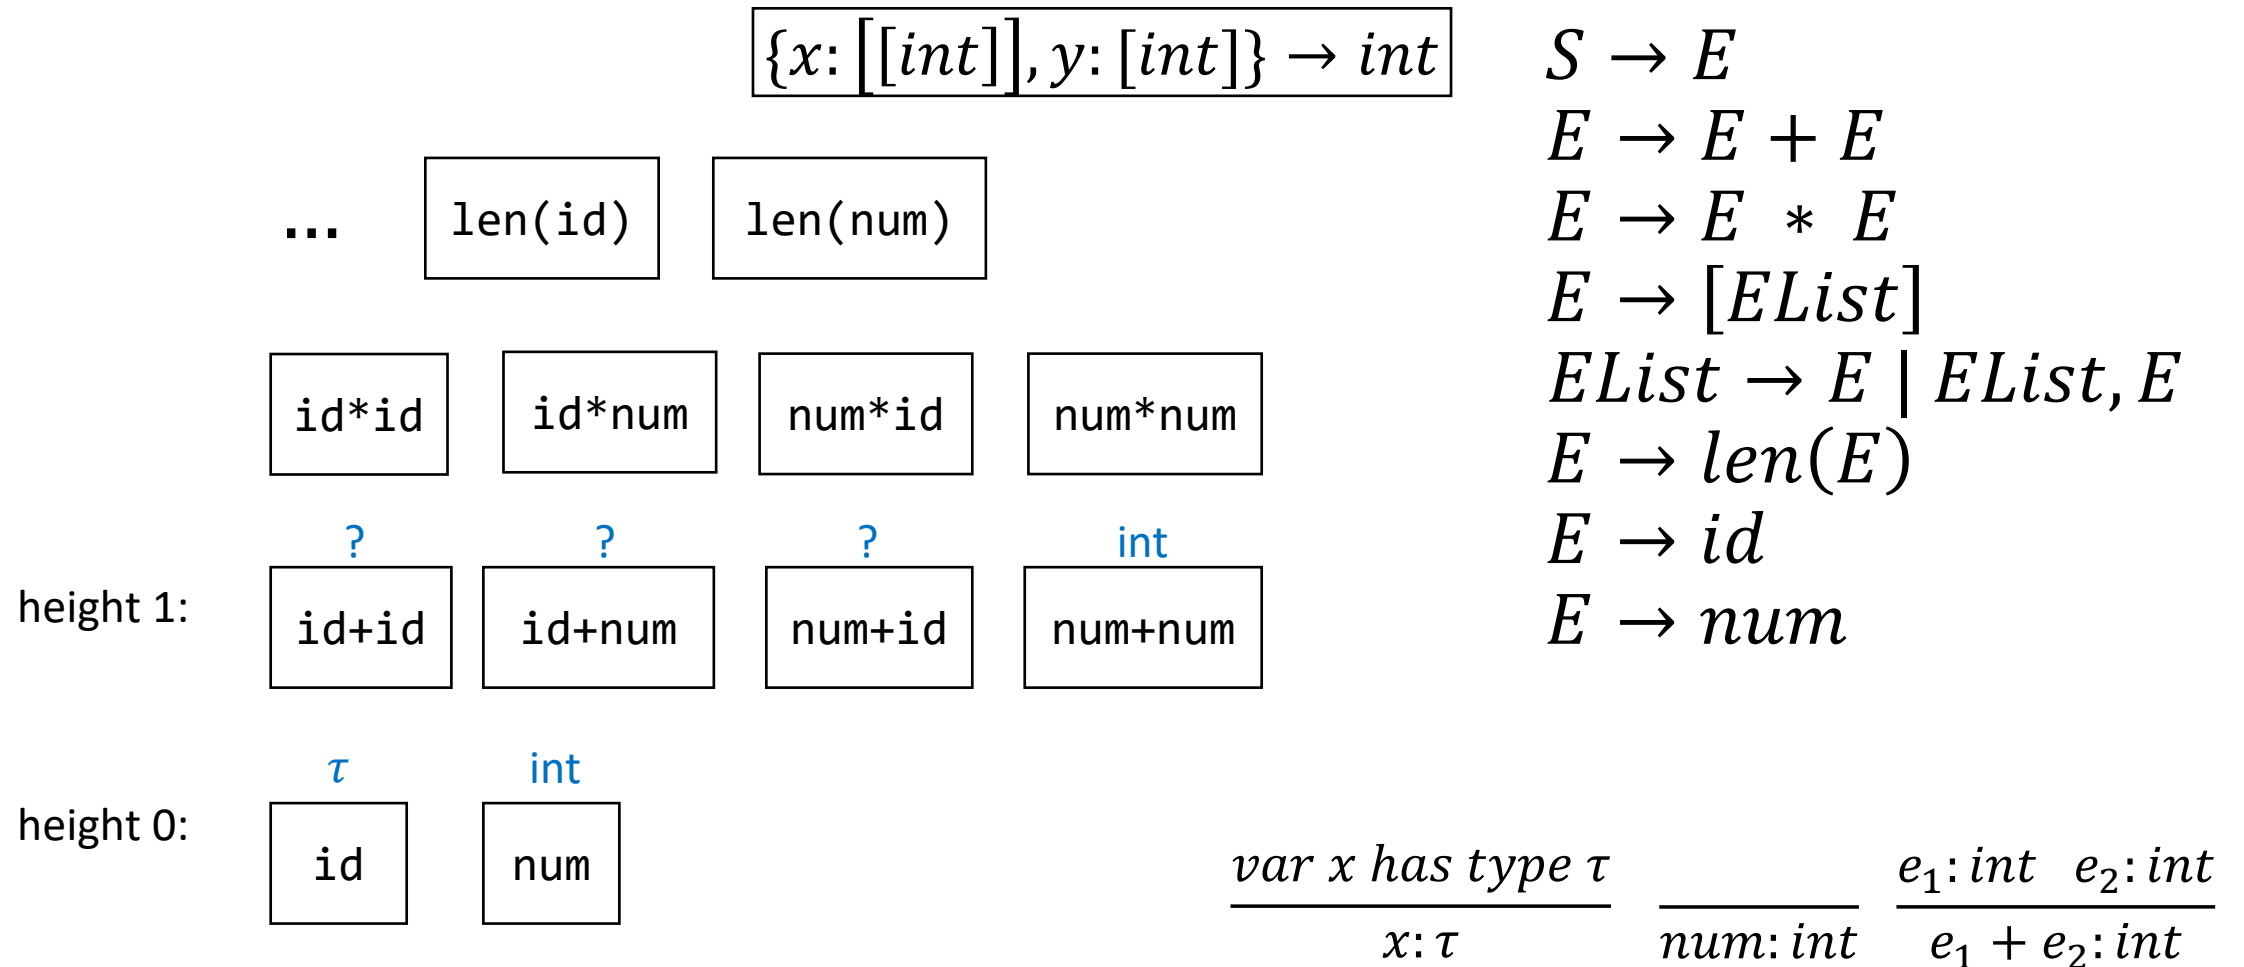 {x: [[int]], y: [int]} → int
S → E
E → E + E
E → E * E
E → [EList]
EList → E | EList, E
E → len(E)
E → id
E → num
... len(id) len(num)
id*id id*num num*id num*num
? ? ? int
height 1: id+id id+num num+id num+num
τ int
height 0: id num
var x has type τ
x: τ
num: int
e₁: int e₂: int
e₁ + e₂: int